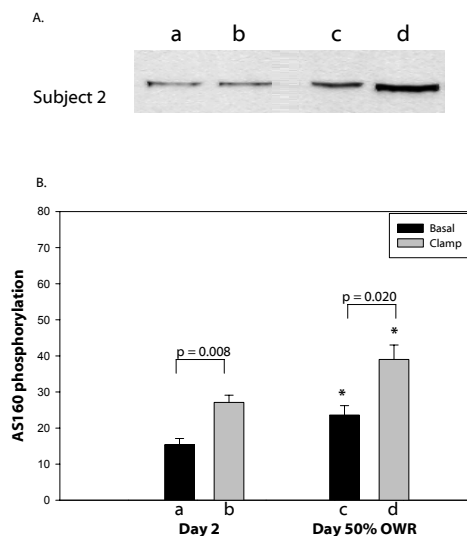 A.
a b c d
Subject 2
B.
80
70
60
50
40
30
20
10
0
AS160 phosphorylation
Basal
Clamp
p = 0.008
p = 0.020
*
*
a b c d
Day 2 Day 50% OWR